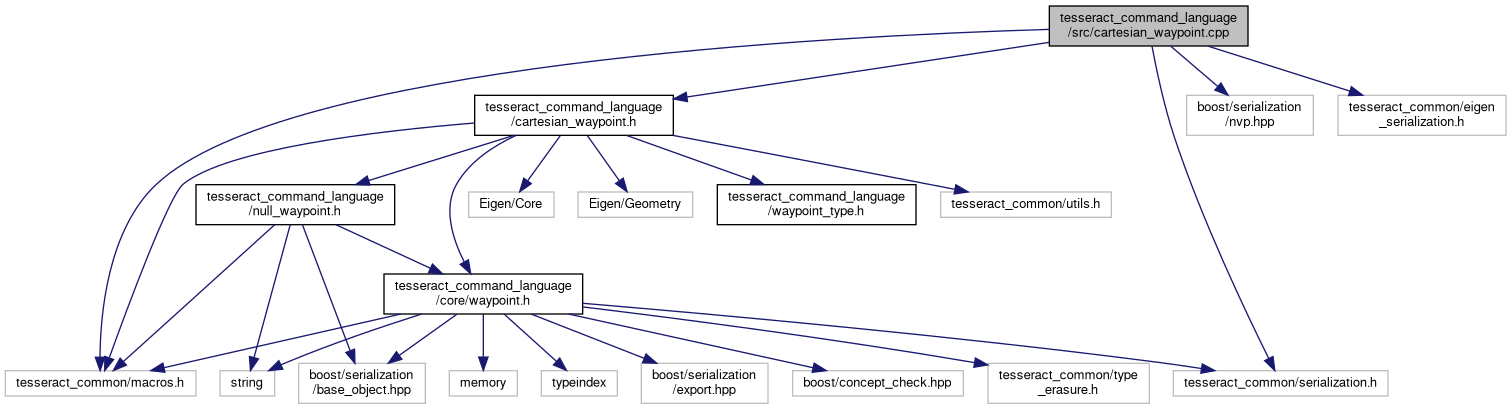 tesseract_command_language
/src/cartesian_waypoint.cpp
tesseract_command_language
/cartesian_waypoint.h
boost/serialization
/nvp.hpp
tesseract_common/eigen
_serialization.h
tesseract_command_language
/null_waypoint.h
Eigen/Core
Eigen/Geometry
tesseract_command_language
/waypoint_type.h
tesseract_common/utils.h
tesseract_command_language
/core/waypoint.h
tesseract_common/macros.h
string
boost/serialization
/base_object.hpp
memory
typeindex
boost/serialization
/export.hpp
boost/concept_check.hpp
tesseract_common/type
_erasure.h
tesseract_common/serialization.h